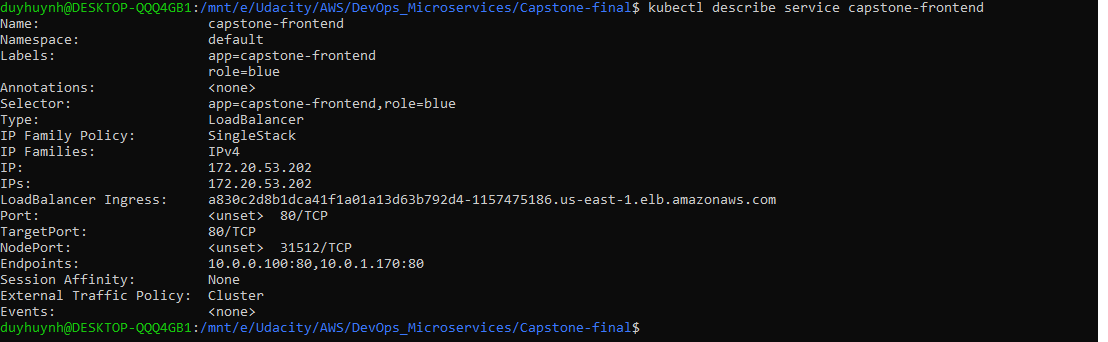 duyhuynh@DESKTOP-QQQ4GB1:/mnt/e/Udacity/AWS/DevOps_Microservices/Capstone-final$ kubectl describe service capstone-frontend
Name:                     capstone-frontend
Namespace:                default
Labels:                   app=capstone-frontend
                          role=blue
Annotations:              <none>
Selector:                 app=capstone-frontend,role=blue
Type:                     LoadBalancer
IP Family Policy:         SingleStack
IP Families:              IPv4
IP:                       172.20.53.202
IPs:                      172.20.53.202
LoadBalancer Ingress:     a830c2d8b1dca41f1a01a13d63b792d4-1157475186.us-east-1.elb.amazonaws.com
Port:                     <unset>  80/TCP
TargetPort:               80/TCP
NodePort:                 <unset>  31512/TCP
Endpoints:                10.0.0.100:80,10.0.1.170:80
Session Affinity:         None
External Traffic Policy:  Cluster
Events:                   <none>
duyhuynh@DESKTOP-QQQ4GB1:/mnt/e/Udacity/AWS/DevOps_Microservices/Capstone-final$